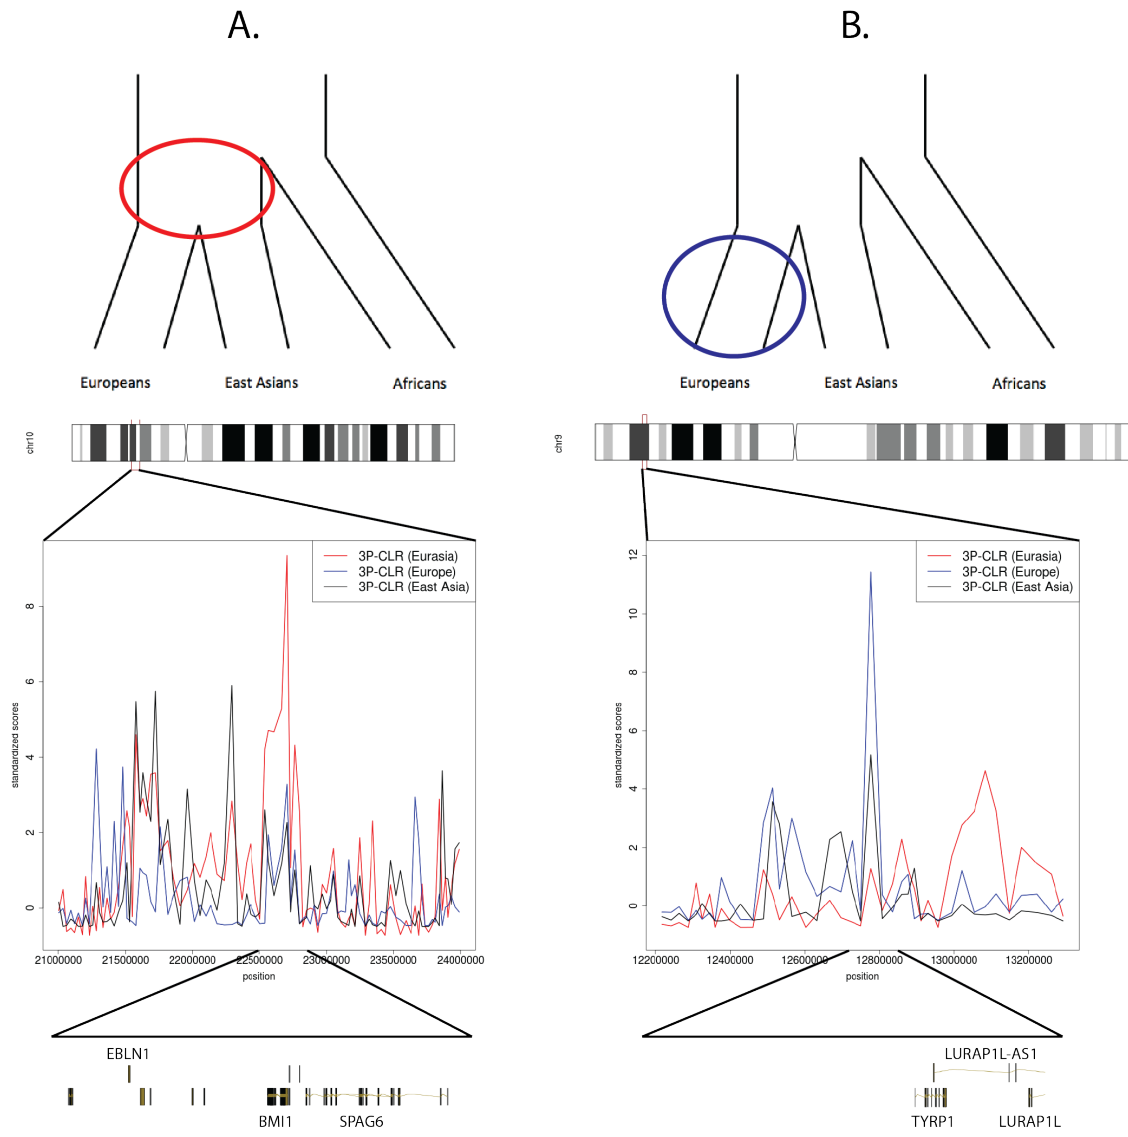 A.
B.
Europeans East Asians Africans
Europeans East Asians Africans
chr10
chr9
3P-CLR (Eurasia)
3P-CLR (Europe)
3P-CLR (East Asia)
standardized scores
8
6
4
2
0
21000000 21500000 22000000 22500000 23000000 23500000 24000000
position
3P-CLR (Eurasia)
3P-CLR (Europe)
3P-CLR (East Asia)
standardized scores
12
10
8
6
4
2
0
12200000 12400000 12600000 12800000 13000000 13200000
position
EBLN1
BMI1 SPAG6
LURAP1L-AS1
TYRP1 LURAP1L